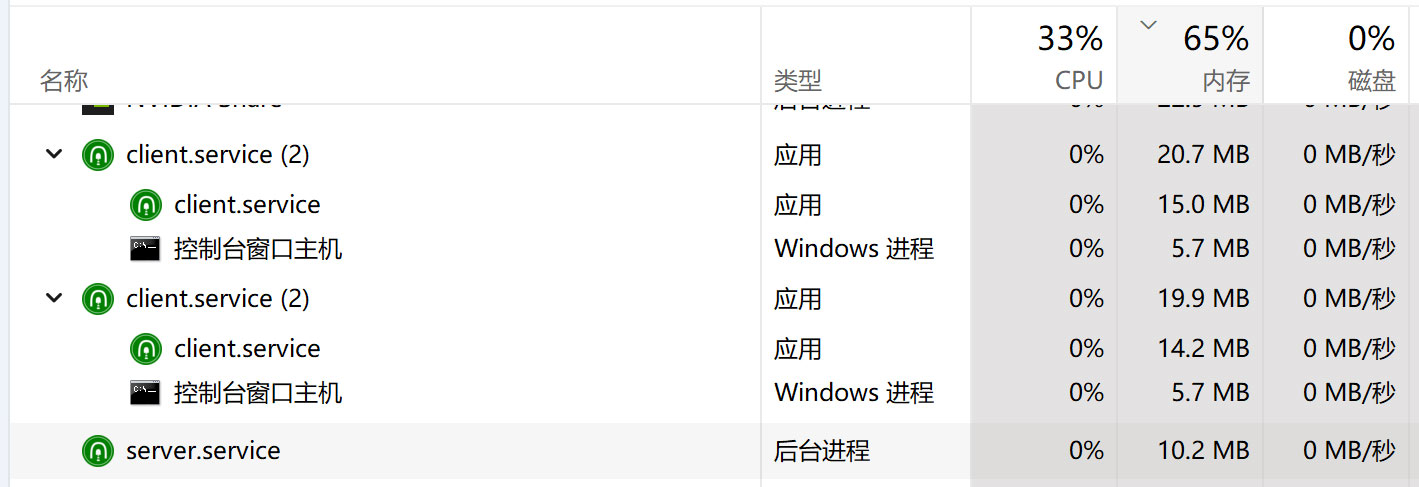 33% 65% 0%
名称 类型 CPU 内存 磁盘
client.service (2) 应用 0% 20.7 MB 0 MB/秒
client.service 应用 0% 15.0 MB 0 MB/秒
控制台窗口主机 Windows 进程 0% 5.7 MB 0 MB/秒
client.service (2) 应用 0% 19.9 MB 0 MB/秒
client.service 应用 0% 14.2 MB 0 MB/秒
控制台窗口主机 Windows 进程 0% 5.7 MB 0 MB/秒
server.service 后台进程 0% 10.2 MB 0 MB/秒